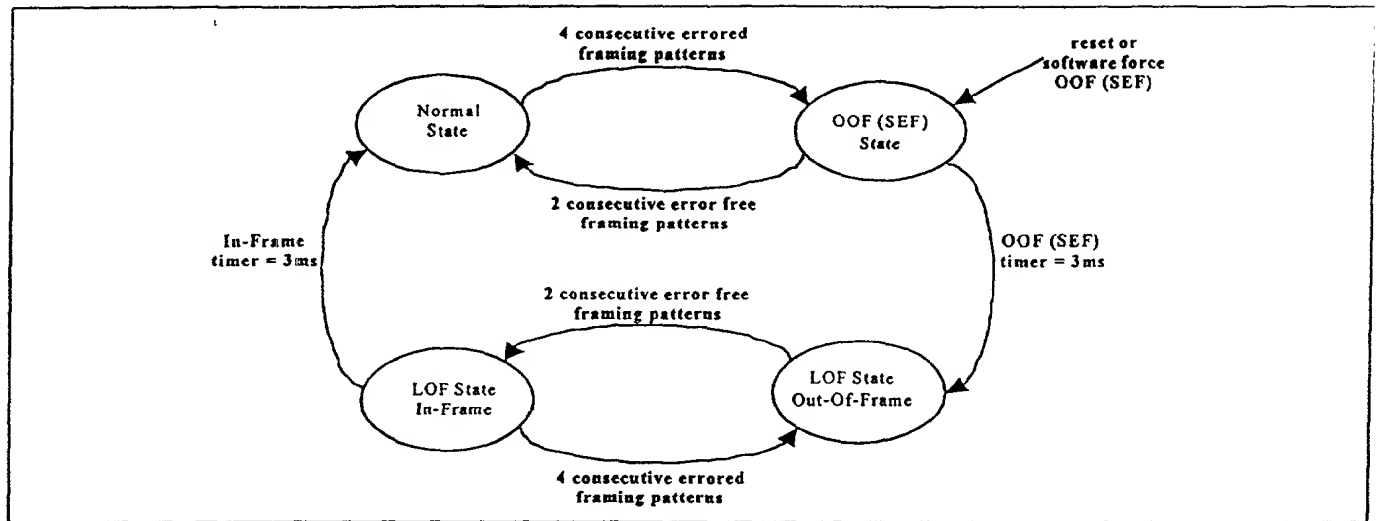 4 consecutive errored
framing patterns
reset or
software force
OOF (SEF)
Normal
State
OOF (SEF)
State
2 consecutive error free
framing patterns
In-Frame
timer = 3ms
OOF (SEF)
timer = 3ms
2 consecutive error free
framing patterns
LOF State
In-Frame
LOF State
Out-Of-Frame
4 consecutive errored
framing patterns